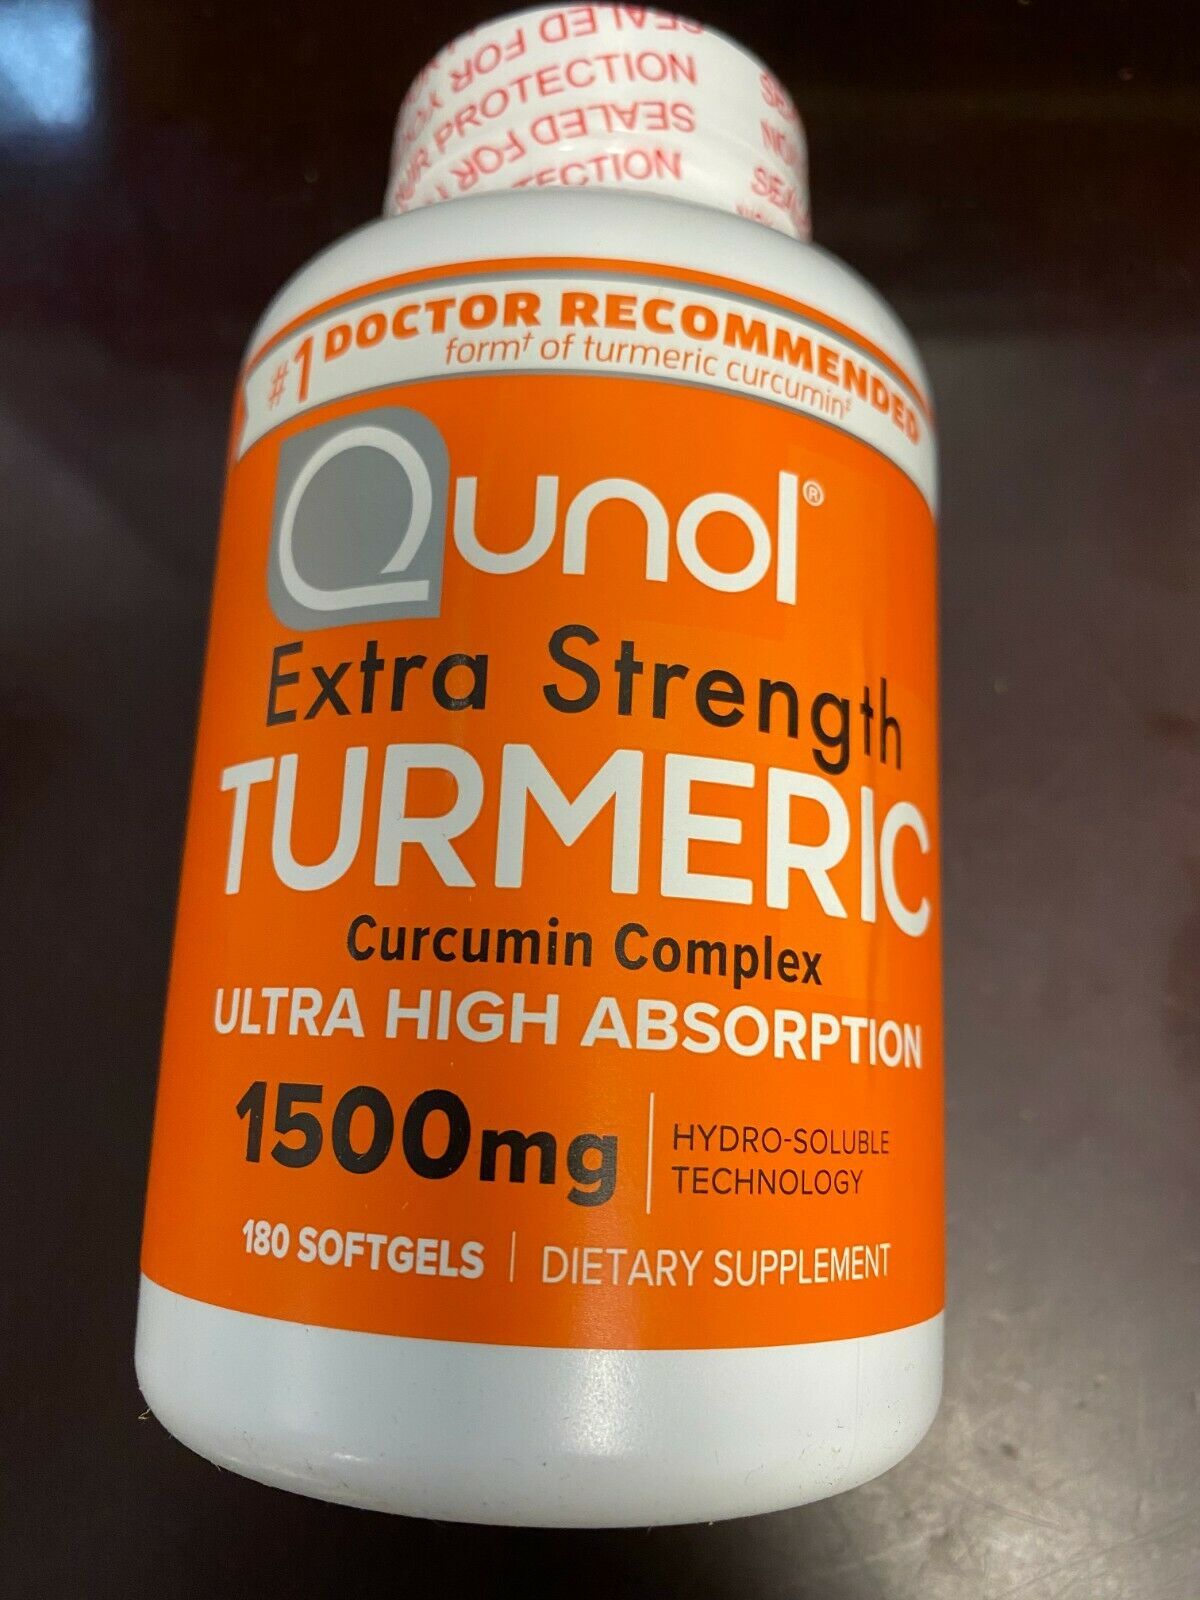 SEALED FOR
YOUR PROTECTION
SEALED FOR
PROTECTION
#1 DOCTOR RECOMMENDED
form† of turmeric curcumin‡
Qunol®
Extra Strength
TURMERIC
Curcumin Complex
ULTRA HIGH ABSORPTION
1500mg
HYDRO-SOLUBLE
TECHNOLOGY
180 SOFTGELS | DIETARY SUPPLEMENT